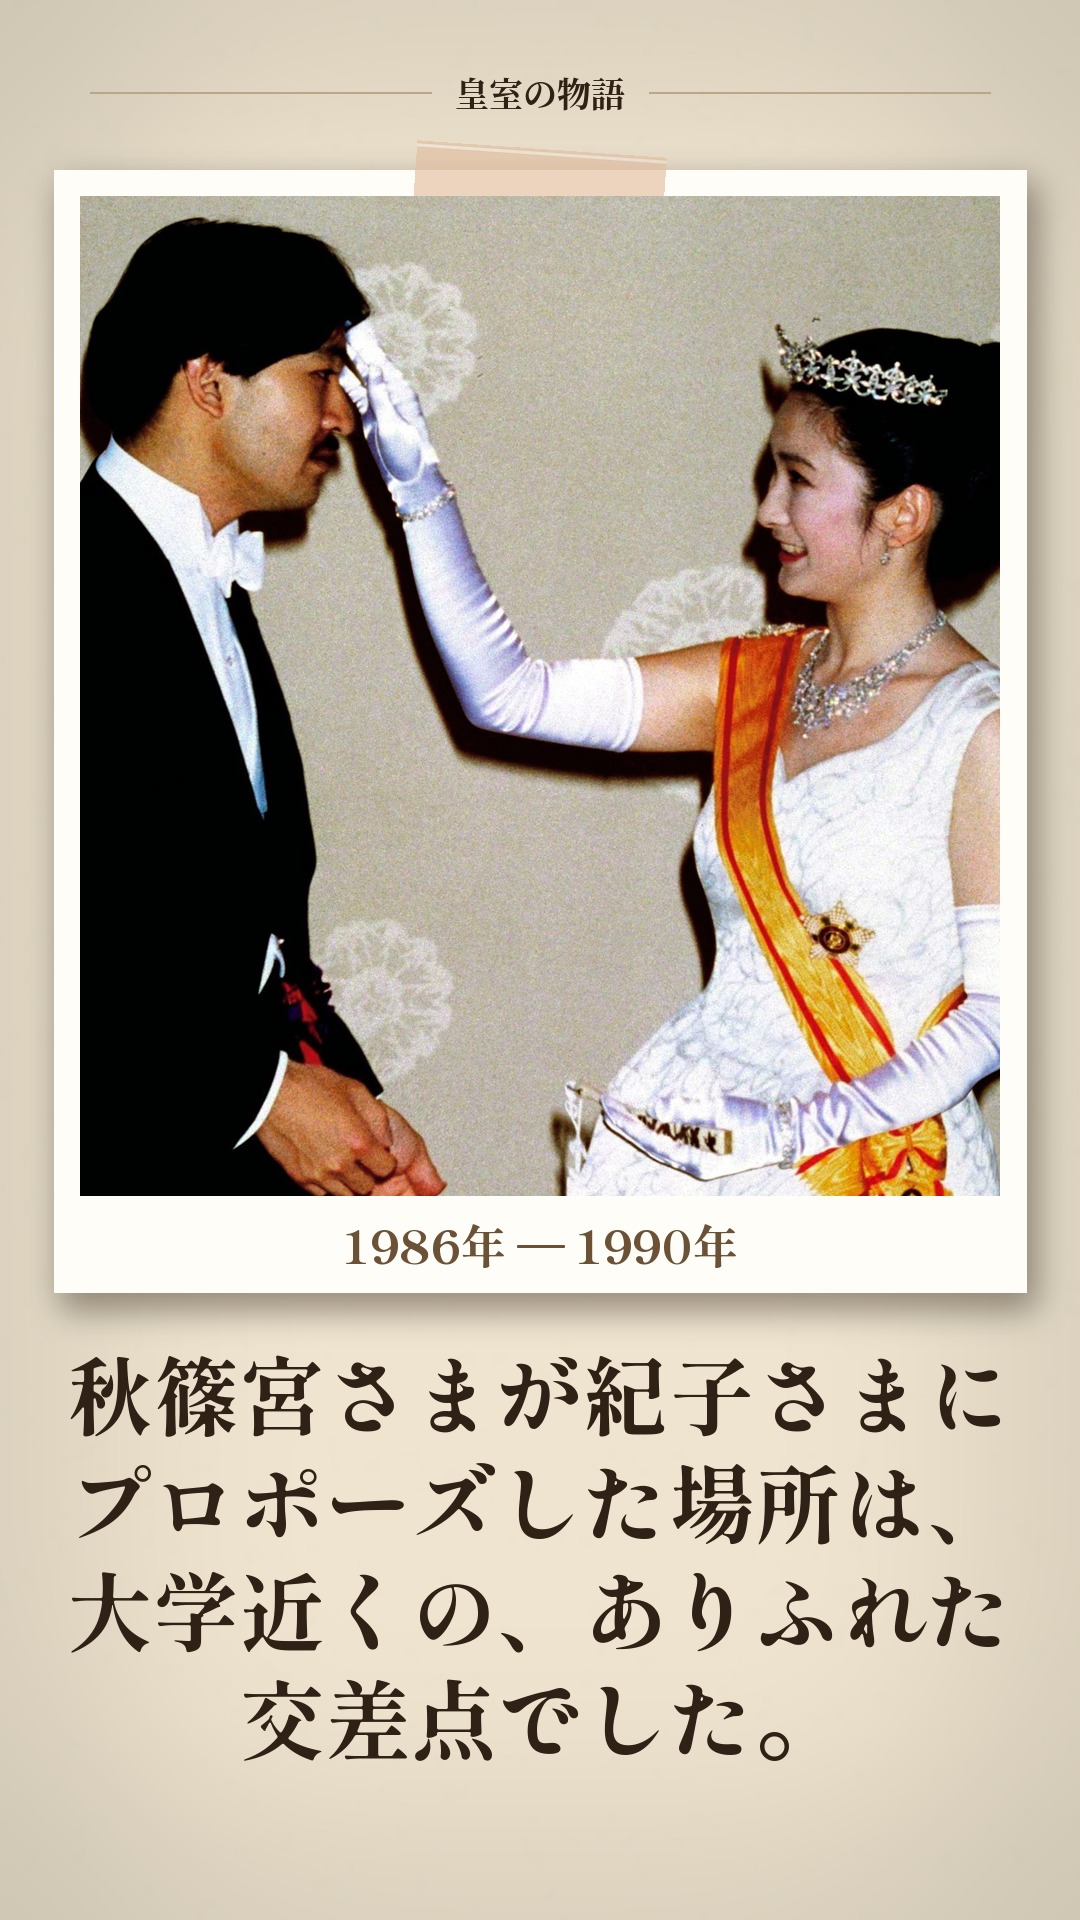 皇室の物語
1986年 — 1990年
秋篠宮さまが紀子さまに
プロポーズした場所は、
大学近くの、ありふれた
交差点でした。